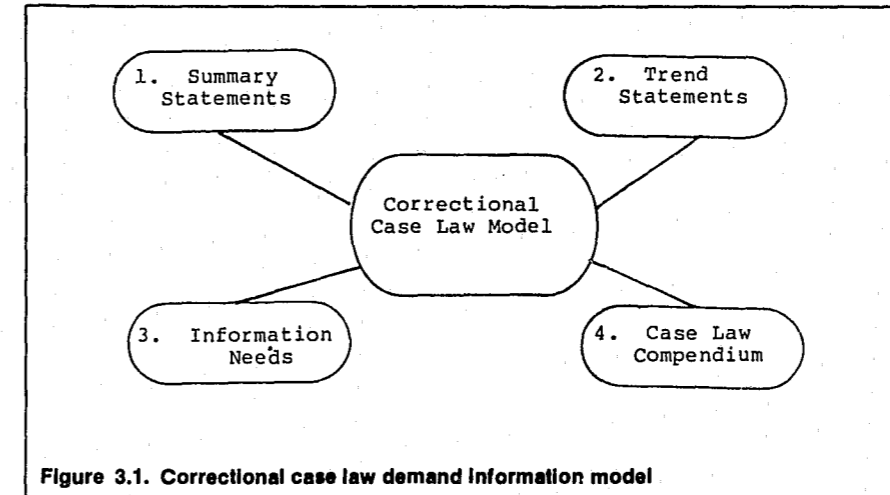 1. Summary
Statements
2. Trend
Statements
Correctional
Case Law Model
3. Information
Needs
4. Case Law
Compendium
Figure 3.1. Correctional case law demand information model